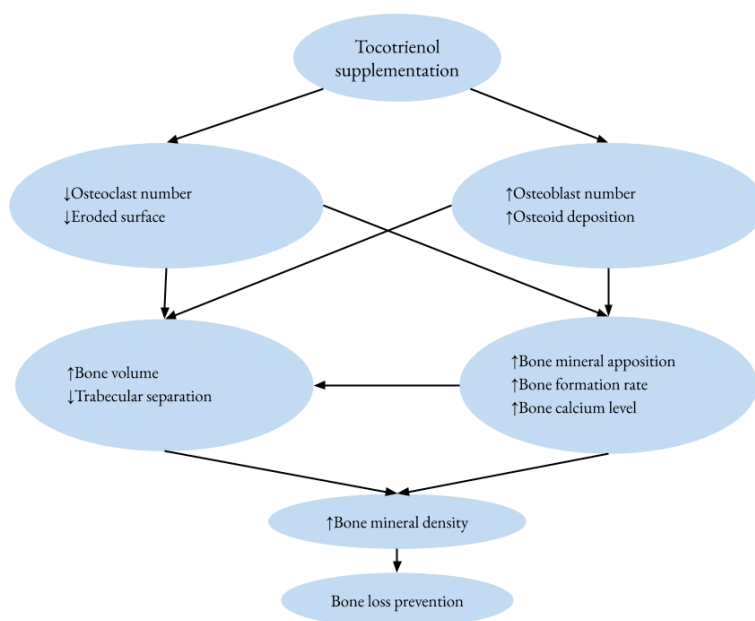 Tocotrienol
supplementation
↓Osteoclast number
↓Eroded surface
↑Osteoblast number
↑Osteoid deposition
↑Bone volume
↓Trabecular separation
↑Bone mineral apposition
↑Bone formation rate
↑Bone calcium level
↑Bone mineral density
Bone loss prevention